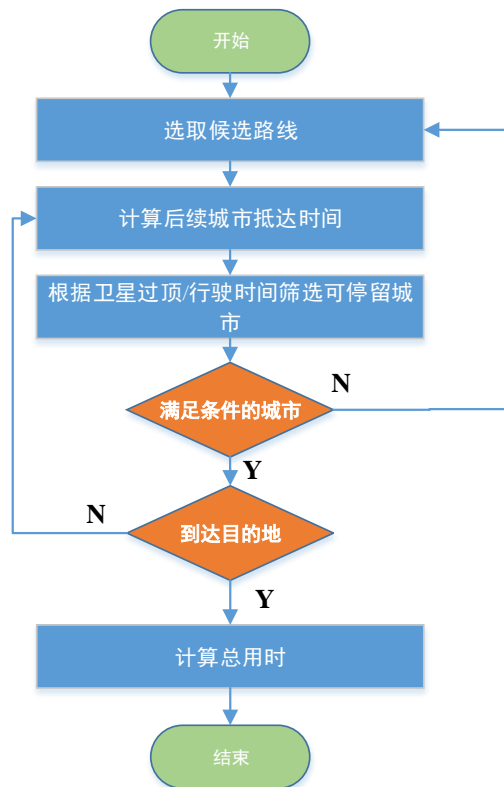 开始
选取候选路线
计算后续城市抵达时间
根据卫星过顶/行驶时间筛选可停留城
市
满足条件的城市
N
Y
到达目的地
N
Y
计算总用时
结束